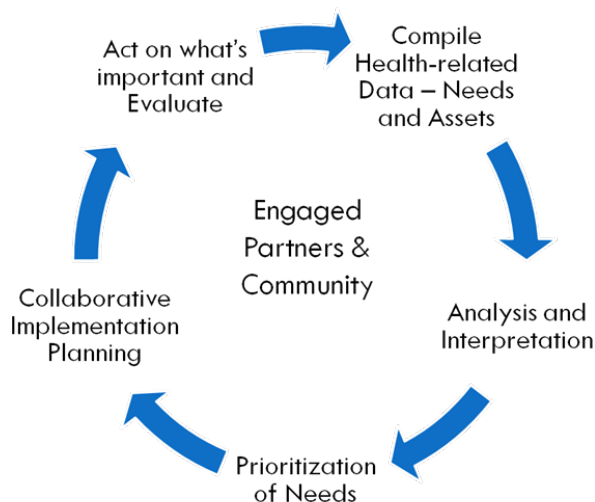 Act on what's
important and
Evaluate
Compile
Health-related
Data – Needs
and Assets
Engaged
Partners &
Community
Analysis and
Interpretation
Collaborative
Implementation
Planning
Prioritization
of Needs